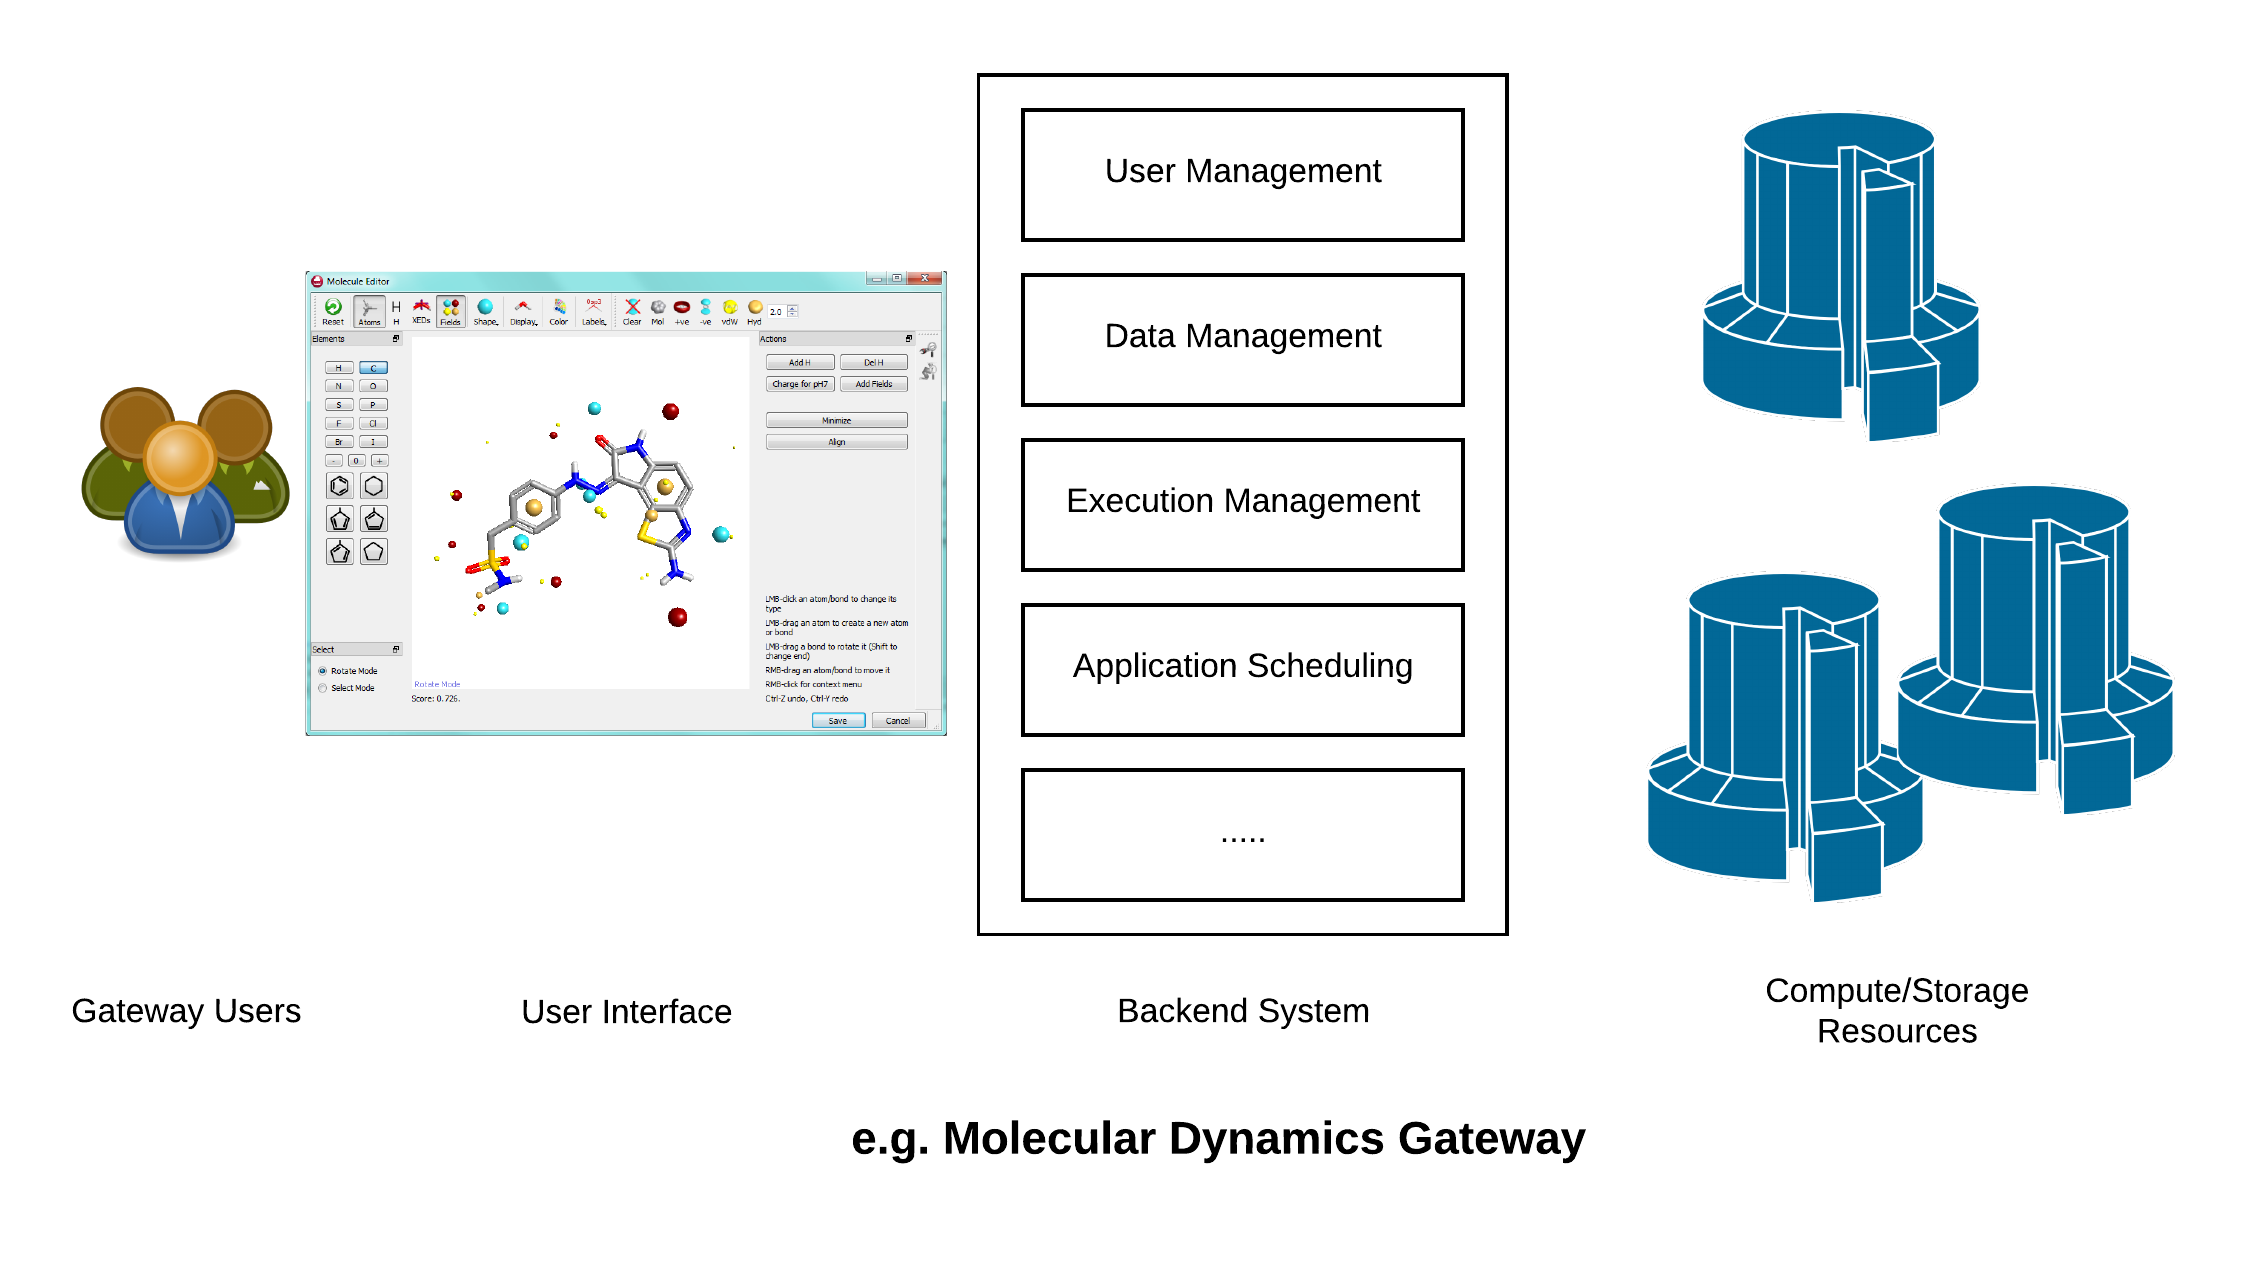 User Management
Data Management
Execution Management
Application Scheduling
.....
Molecule Editor
Reset Atoms H XEDs Fields Shape Display Color Labels Clear Mol +ve -ve vdW Hyd 2.0
H
0sp3
Elements
H C
N O
S P
F Cl
Br I
- 0 +
Select
Rotate Mode
Select Mode
Rotate Mode
Score: 0.726.
Actions
Add H Del H
Charge for pH7 Add Fields
Minimize
Align
LMB-click an atom/bond to change its
type
LMB-drag an atom to create a new atom
or bond
LMB-drag a bond to rotate it (Shift to
change end)
RMB-drag an atom/bond to move it
RMB-click for context menu
Ctrl-Z undo, Ctrl-Y redo
Save Cancel
Gateway Users
User Interface
Backend System
Compute/Storage
Resources
e.g. Molecular Dynamics Gateway